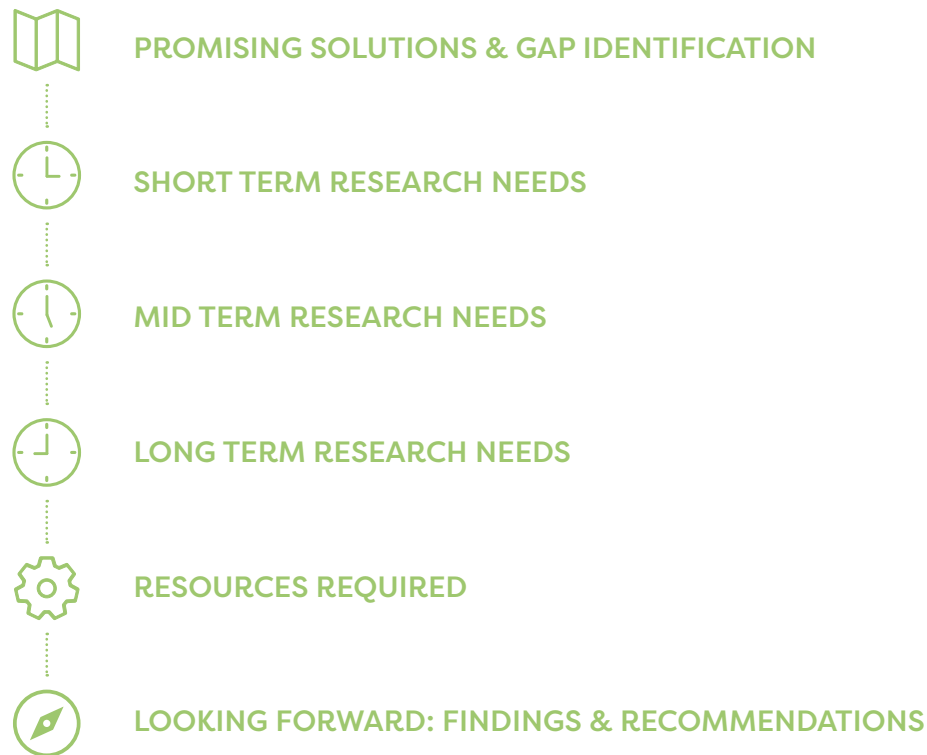 PROMISING SOLUTIONS & GAP IDENTIFICATION
SHORT TERM RESEARCH NEEDS
MID TERM RESEARCH NEEDS
LONG TERM RESEARCH NEEDS
RESOURCES REQUIRED
LOOKING FORWARD: FINDINGS & RECOMMENDATIONS